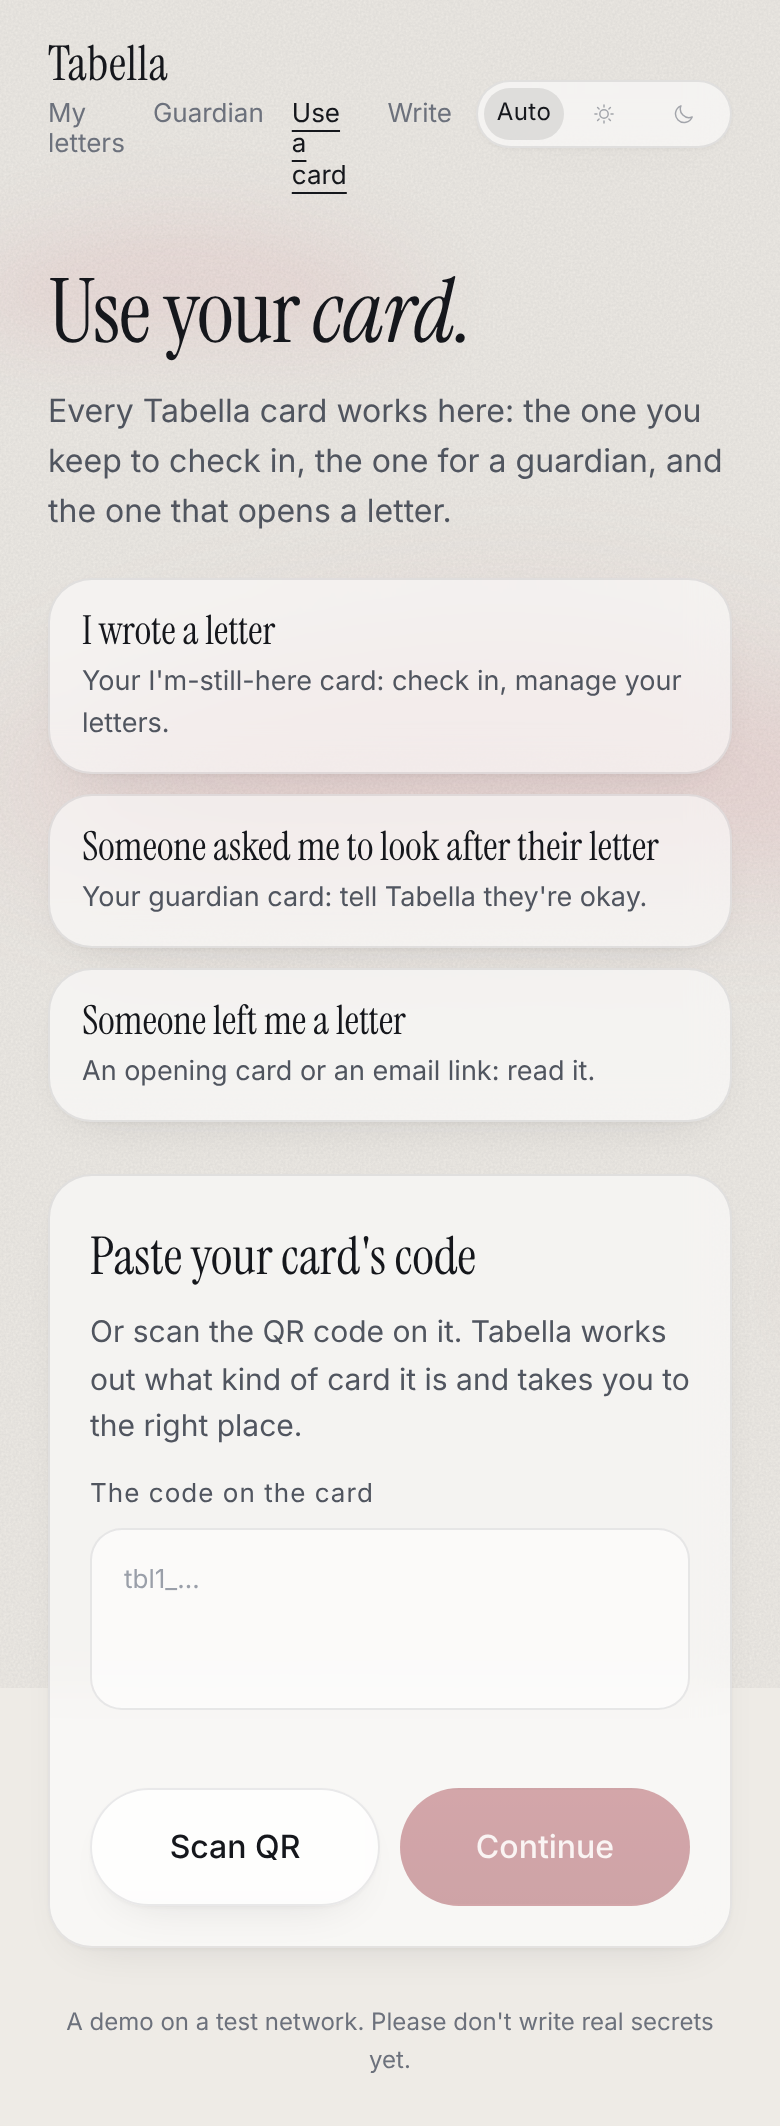 Tabella
My letters
Guardian
Use a card
Write
Auto
Use your card.
Every Tabella card works here: the one you
keep to check in, the one for a guardian, and
the one that opens a letter.
I wrote a letter
Your I'm-still-here card: check in, manage your
letters.
Someone asked me to look after their letter
Your guardian card: tell Tabella they're okay.
Someone left me a letter
An opening card or an email link: read it.
Paste your card's code
Or scan the QR code on it. Tabella works
out what kind of card it is and takes you to
the right place.
The code on the card
tbl1_...
Scan QR
Continue
A demo on a test network. Please don't write real secrets
yet.